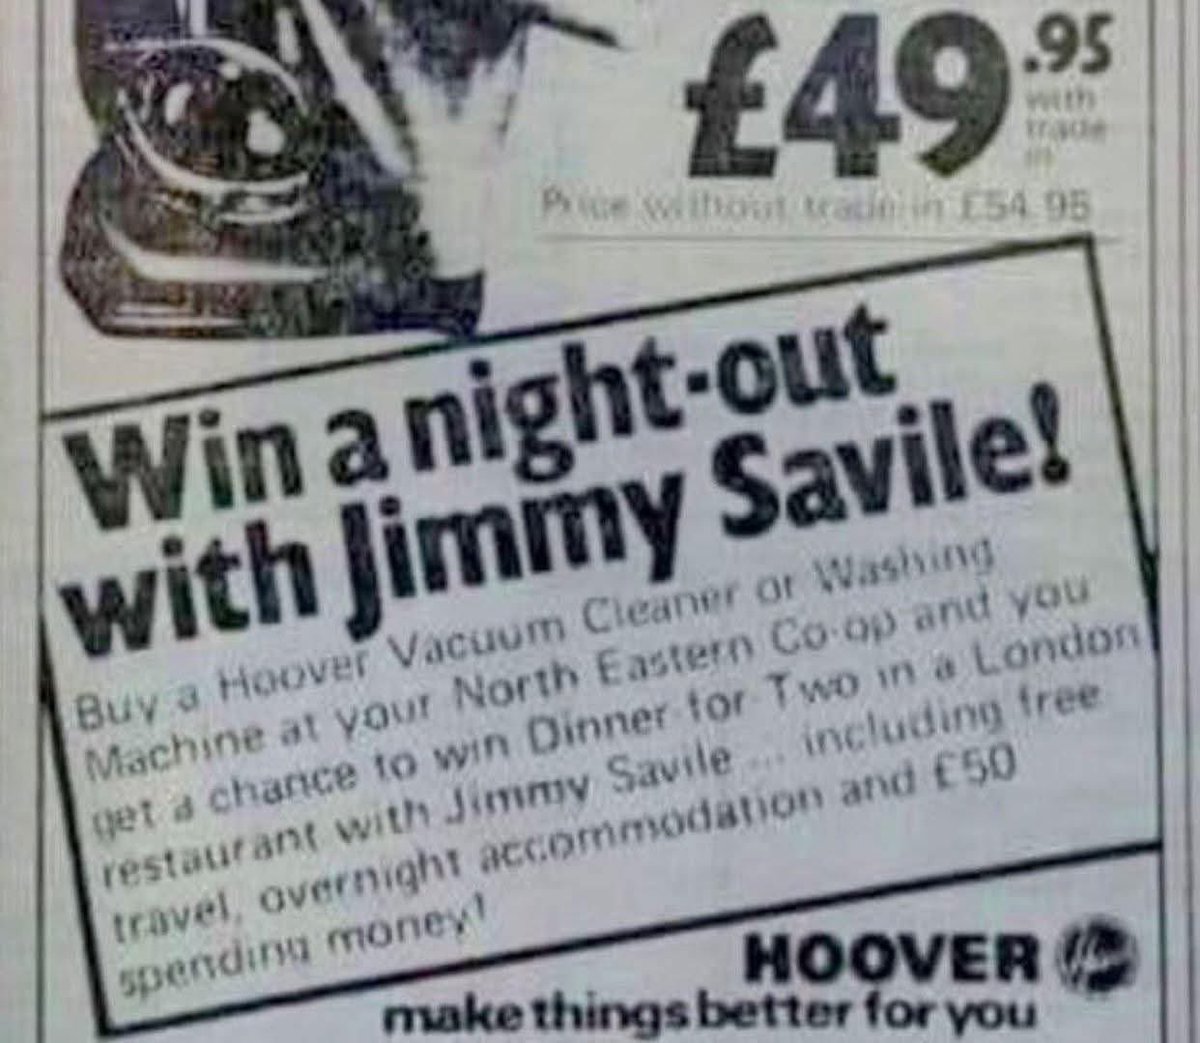 £49.95
with
trade
in
Price without trade-in £54.95
Win a night-out
with Jimmy Savile!
Buy a Hoover Vacuum Cleaner or Washing
Machine at your North Eastern Co-op and you
get a chance to win Dinner-for-Two in a London
restaurant with Jimmy Savile ... including free
travel, overnight accommodation and £50
spending money!
HOOVER
make things better for you